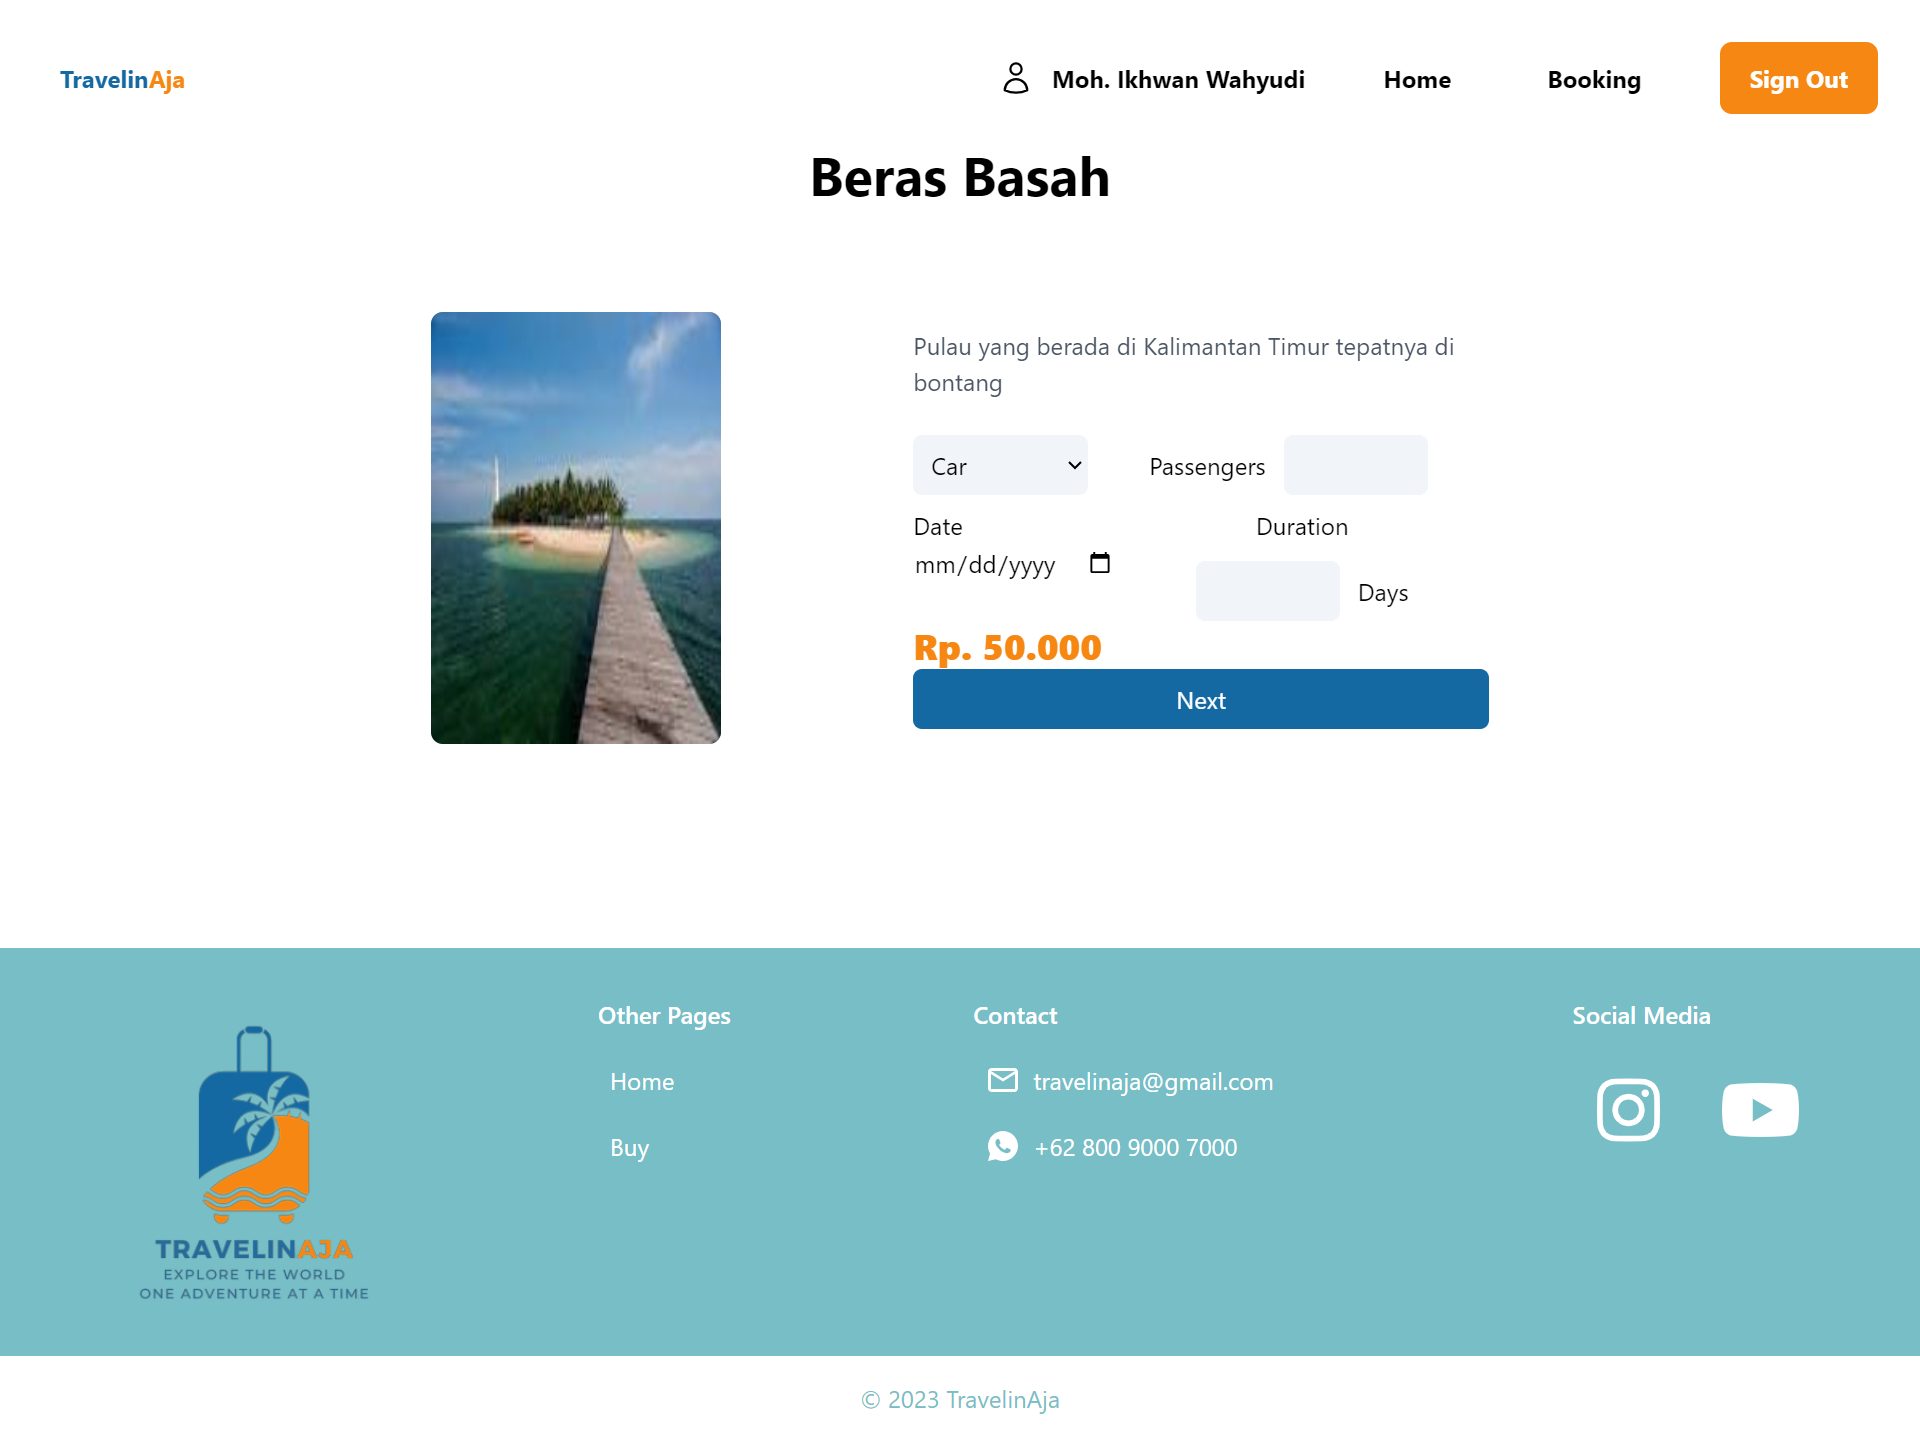 TravelinAja
Moh. Ikhwan Wahyudi
Home
Booking
Sign Out
Beras Basah
Pulau yang berada di Kalimantan Timur tepatnya di
bontang
Car
Passengers
Date
Duration
mm/dd/yyyy
Days
Rp. 50.000
Next
TRAVELINAJA
EXPLORE THE WORLD
ONE ADVENTURE AT A TIME
Other Pages
Home
Buy
Contact
travelinaja@gmail.com
+62 800 9000 7000
Social Media
© 2023 TravelinAja